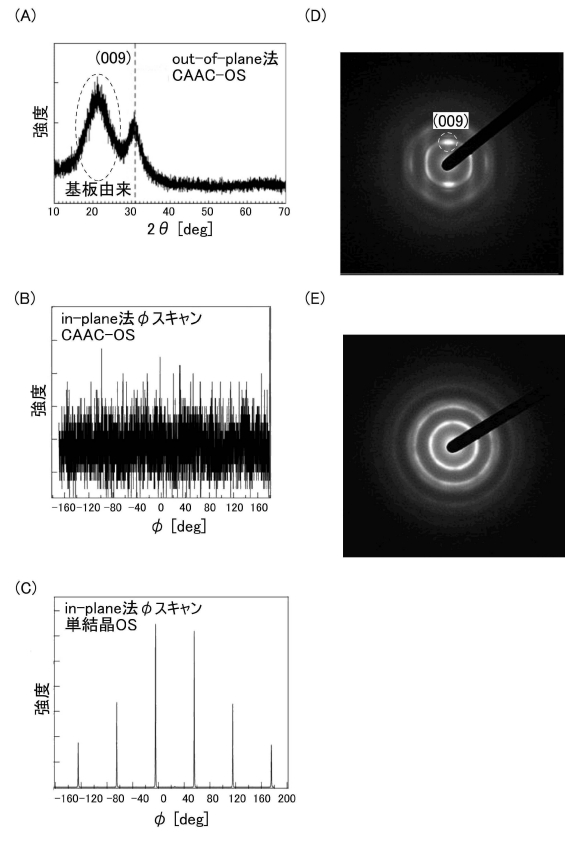 (A)
(009)
out-of-plane法
CAAC-OS
強度
基板由来
10 20 30 40 50 60 70
2θ [deg]
(B)
in-plane法φスキャン
CAAC-OS
強度
-160 -120 -80 -40 0 40 80 120 160
φ [deg]
(C)
in-plane法φスキャン
単結晶OS
強度
-160 -120 -80 -40 0 40 80 120 160 200
φ [deg]
(D)
(009)
(E)